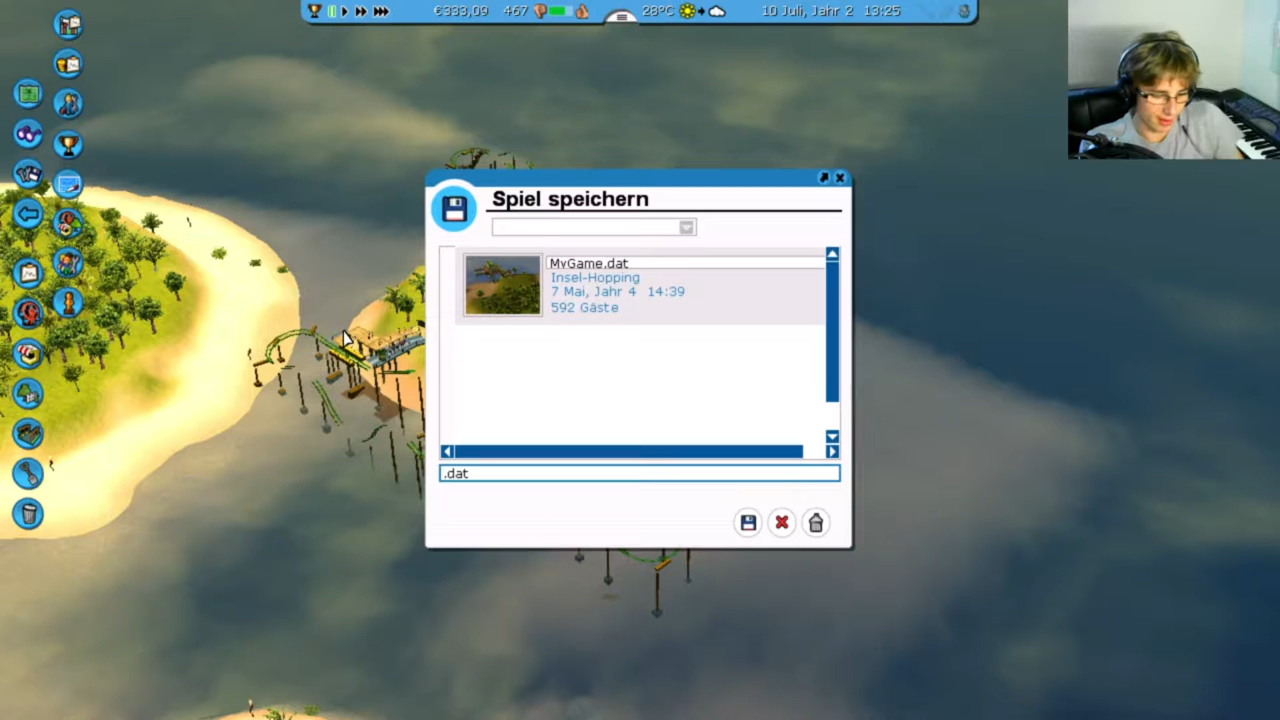 €333,09 467 28°C 10 Juli, Jahr 2 13:25
Spiel speichern
MyGame.dat
Insel-Hopping
7 Mai, Jahr 4 14:39
592 Gäste
.dat